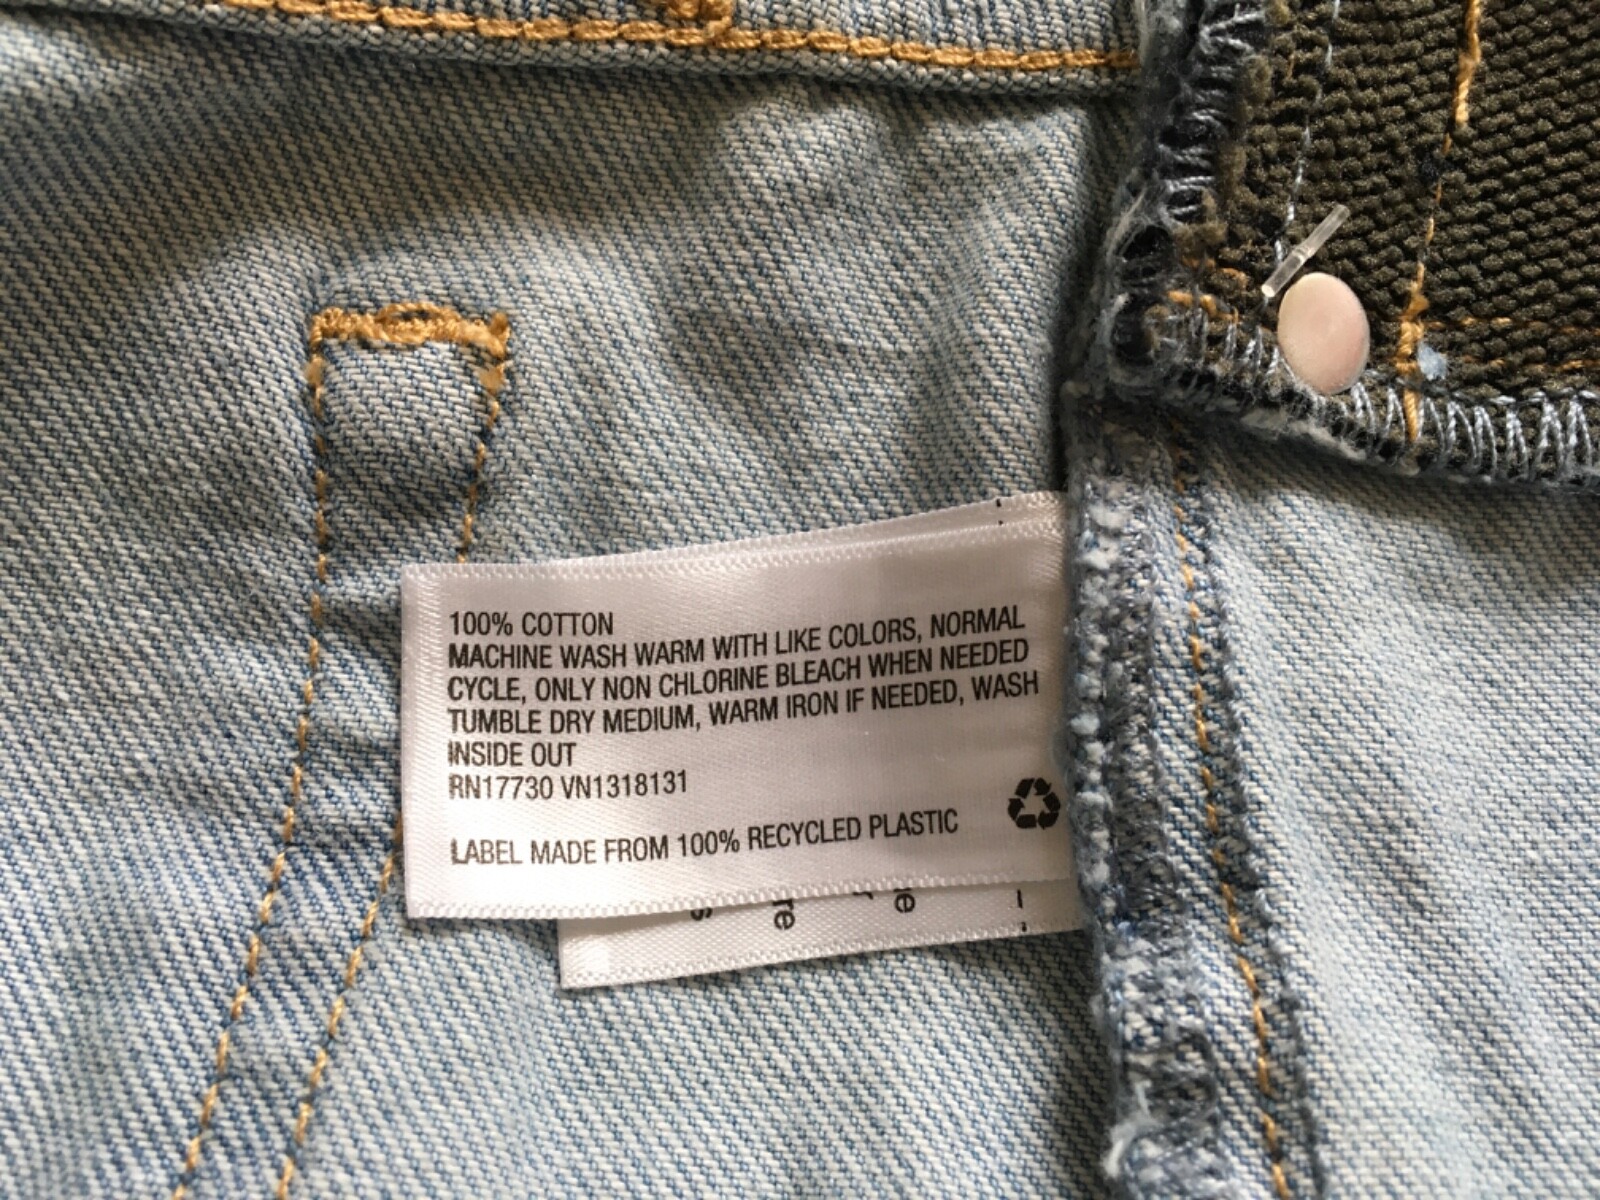 100% COTTON
MACHINE WASH WARM WITH LIKE COLORS, NORMAL
CYCLE, ONLY NON CHLORINE BLEACH WHEN NEEDED
TUMBLE DRY MEDIUM, WARM IRON IF NEEDED, WASH
INSIDE OUT
RN17730 VN1318131
LABEL MADE FROM 100% RECYCLED PLASTIC